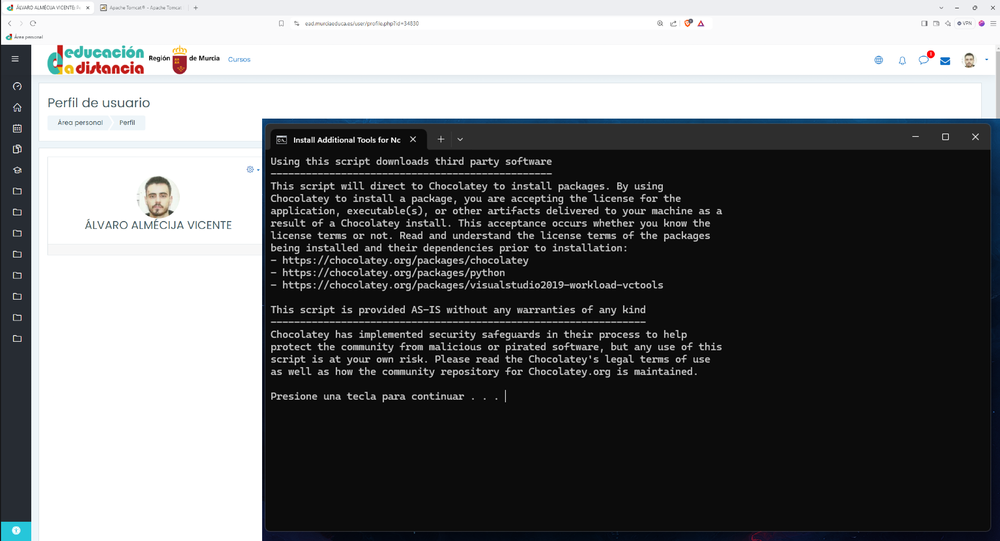 ÁLVARO ALMÉCIJA VICENTE: Pe
Apache Tomcat® - Apache Tomcat
ead.murciaeduca.es/user/profile.php?id=34830
1
VPN
Área personal
educación
a distancia
Región de Murcia
Cursos
1
Perfil de usuario
Área personal
Perfil
ÁLVARO ALMÉCIJA VICENTE
Install Additional Tools for Nc
Using this script downloads third party software
------------------------------------------------
This script will direct to Chocolatey to install packages. By using
Chocolatey to install a package, you are accepting the license for the
application, executable(s), or other artifacts delivered to your machine as a
result of a Chocolatey install. This acceptance occurs whether you know the
license terms or not. Read and understand the license terms of the packages
being installed and their dependencies prior to installation:
- https://chocolatey.org/packages/chocolatey
- https://chocolatey.org/packages/python
- https://chocolatey.org/packages/visualstudio2019-workload-vctools
This script is provided AS-IS without any warranties of any kind
----------------------------------------------------------------
Chocolatey has implemented security safeguards in their process to help
protect the community from malicious or pirated software, but any use of this
script is at your own risk. Please read the Chocolatey's legal terms of use
as well as how the community repository for Chocolatey.org is maintained.
Presione una tecla para continuar . . .